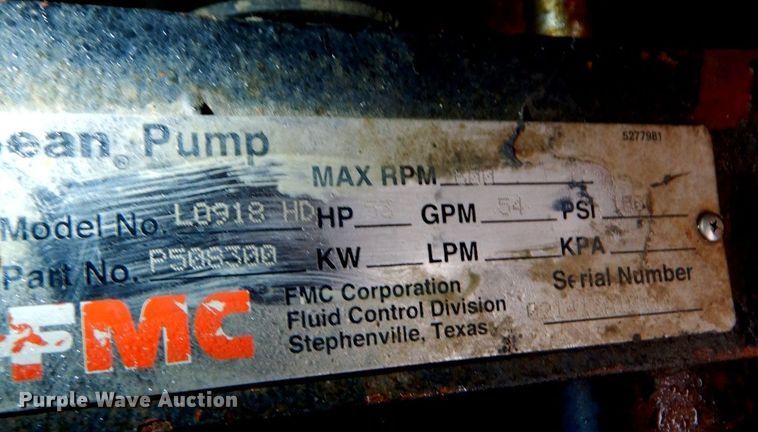 Bean® Pump
5277981
MAX RPM
Model No. L0918 HD HP GPM 54 PSI
Part No. P508300 KW LPM KPA
FMC
FMC Corporation
Fluid Control Division
Stephenville, Texas
Serial Number
Purple Wave Auction